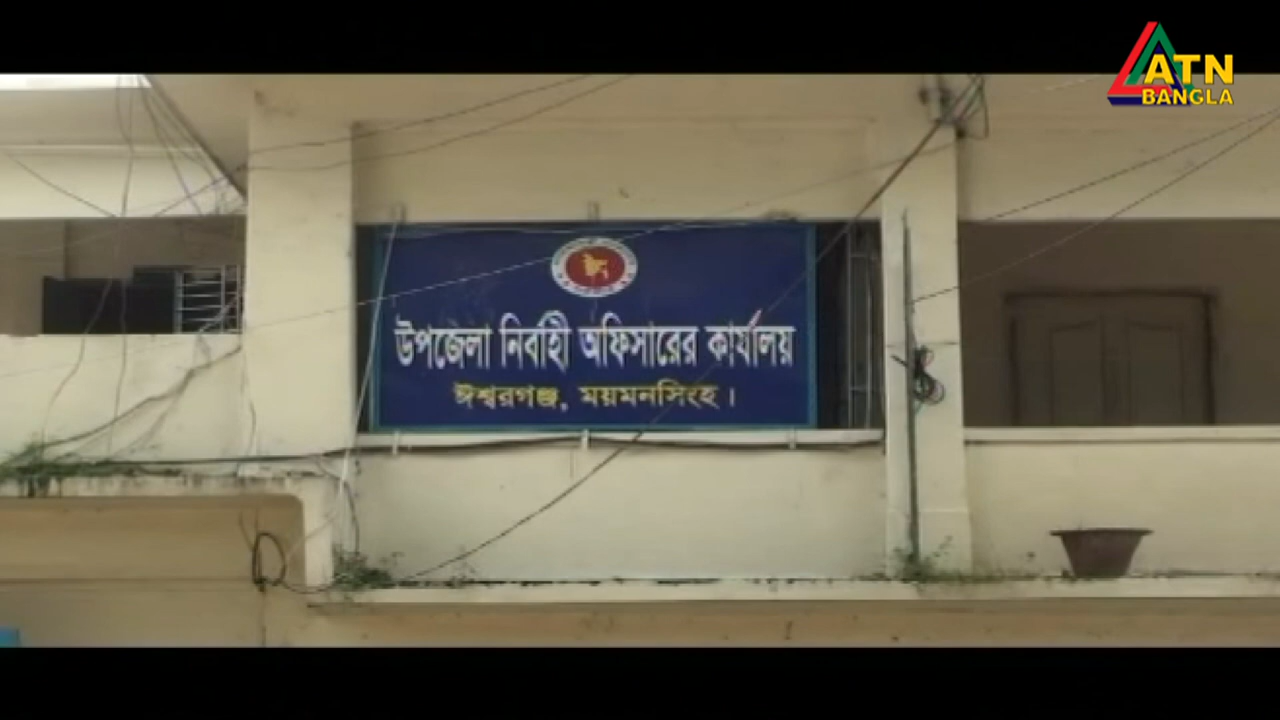 ATN
BANGLA
উপজেলা নির্বাহী অফিসারের কার্যালয়
ঈশ্বরগঞ্জ, ময়মনসিংহ।